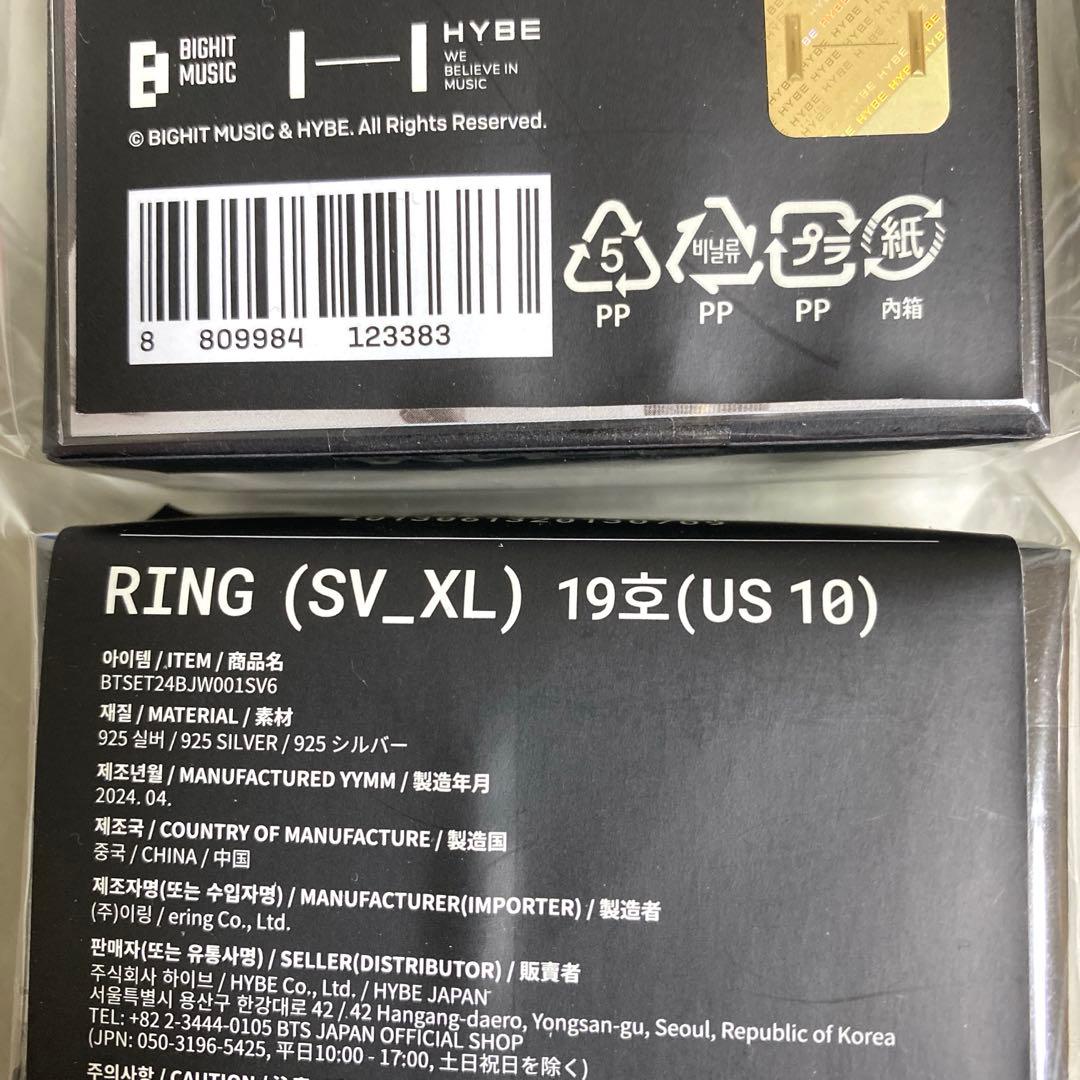 BIGHIT
MUSIC
HYBE
WE
BELIEVE IN
MUSIC
© BIGHIT MUSIC & HYBE. All Rights Reserved.
8 809984 123383
5
PP
비닐류
PP
プラ
PP
紙
內箱
RING (SV_XL) 19호(US 10)
아이템 / ITEM / 商品名
BTSET24BJW001SV6
재질 / MATERIAL / 素材
925 실버 / 925 SILVER / 925 シルバー
제조년월 / MANUFACTURED YYMM / 製造年月
2024. 04.
제조국 / COUNTRY OF MANUFACTURE / 製造国
중국 / CHINA / 中国
제조자명(또는 수입자명) / MANUFACTURER(IMPORTER) / 製造者
(주)이링 / ering Co., Ltd.
판매자(또는 유통사명) / SELLER(DISTRIBUTOR) / 販賣者
주식회사 하이브 / HYBE Co., Ltd. / HYBE JAPAN
서울특별시 용산구 한강대로 42 / 42 Hangang-daero, Yongsan-gu, Seoul, Republic of Korea
TEL: +82 2-3444-0105 BTS JAPAN OFFICIAL SHOP
(JPN: 050-3196-5425, 平日10:00 - 17:00, 土日祝日を除く)
주의사항 / CAUTION /